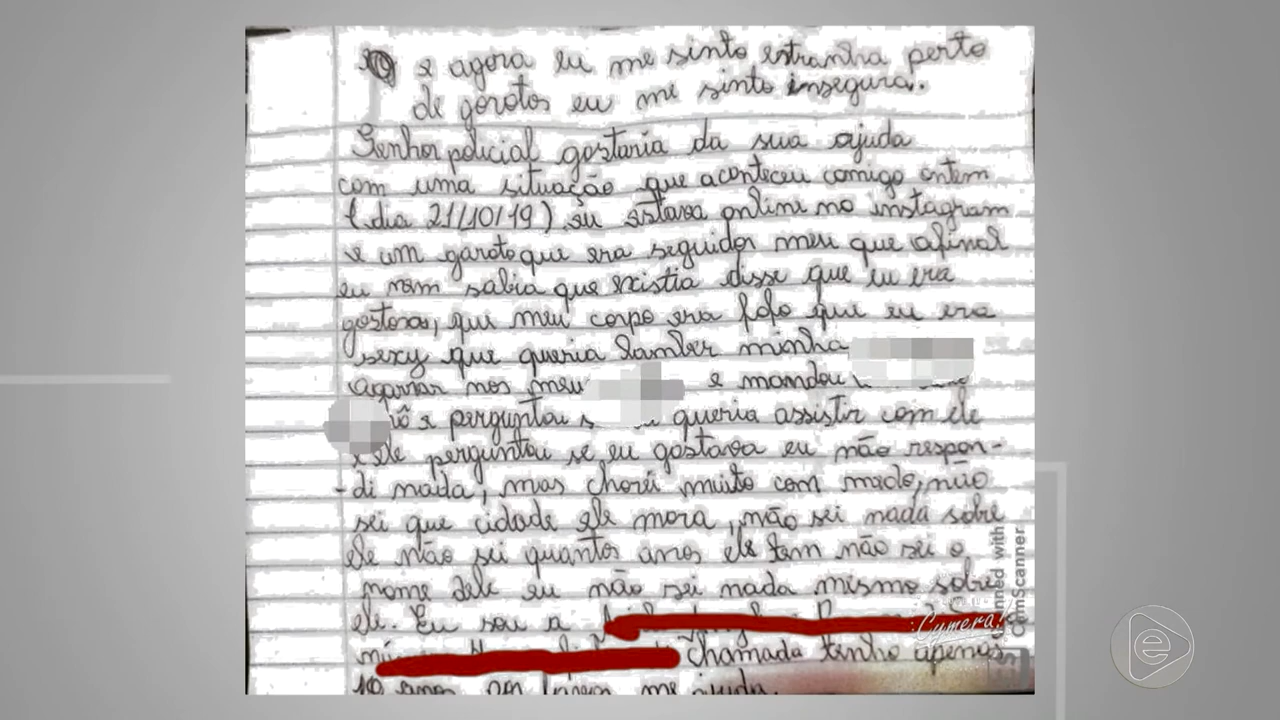 e agora eu me sinto estranha perto
de garotos eu me sinto insegura.
Senhor policial gostaria da sua ajuda
com uma situação que aconteceu comigo ontem
(dia 21/10/19) eu estava online no instagram
e um garoto que era seguidor meu que afinal
eu nem sabia que existia disse que eu era
gostosa, que meu corpo era fofo que eu era
sexy que queria lamber minha
agarrar nos meu e mandou
e perguntou queria assistir com ele
e ele perguntou se eu gostava eu não respon-
-di nada, mas chorei muito com medo, não
sei que cidade ele mora, não sei nada sobre
ele não sei quantos anos ele tem não sei o
nome dele eu não sei nada mesmo sobre
ele. Eu sou a
chamada tenho apenas
10 anos por favor me ajuda.
Scanned with
CamScanner
Cymera
e